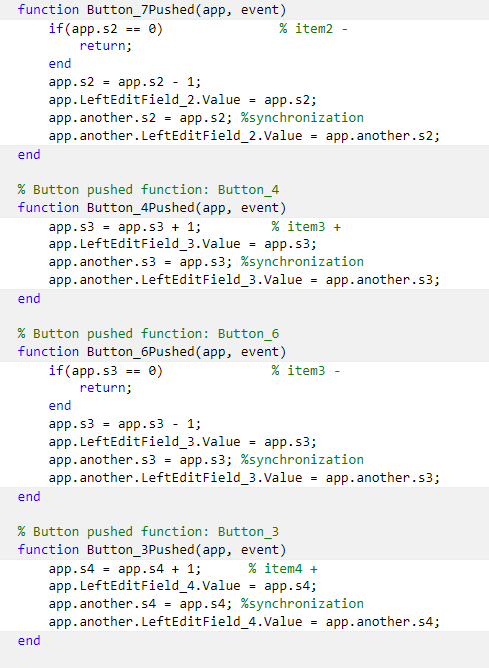 function Button_7Pushed(app, event)
    if(app.s2 == 0)               % item2 -
        return;
    end
    app.s2 = app.s2 - 1;
    app.LeftEditField_2.Value = app.s2;
    app.another.s2 = app.s2; %synchronization
    app.another.LeftEditField_2.Value = app.another.s2;
end

% Button pushed function: Button_4
function Button_4Pushed(app, event)
    app.s3 = app.s3 + 1;         % item3 +
    app.LeftEditField_3.Value = app.s3;
    app.another.s3 = app.s3; %synchronization
    app.another.LeftEditField_3.Value = app.another.s3;
end

% Button pushed function: Button_6
function Button_6Pushed(app, event)
    if(app.s3 == 0)              % item3 -
        return;
    end
    app.s3 = app.s3 - 1;
    app.LeftEditField_3.Value = app.s3;
    app.another.s3 = app.s3; %synchronization
    app.another.LeftEditField_3.Value = app.another.s3;
end

% Button pushed function: Button_3
function Button_3Pushed(app, event)
    app.s4 = app.s4 + 1;      % item4 +
    app.LeftEditField_4.Value = app.s4;
    app.another.s4 = app.s4; %synchronization
    app.another.LeftEditField_4.Value = app.another.s4;
end